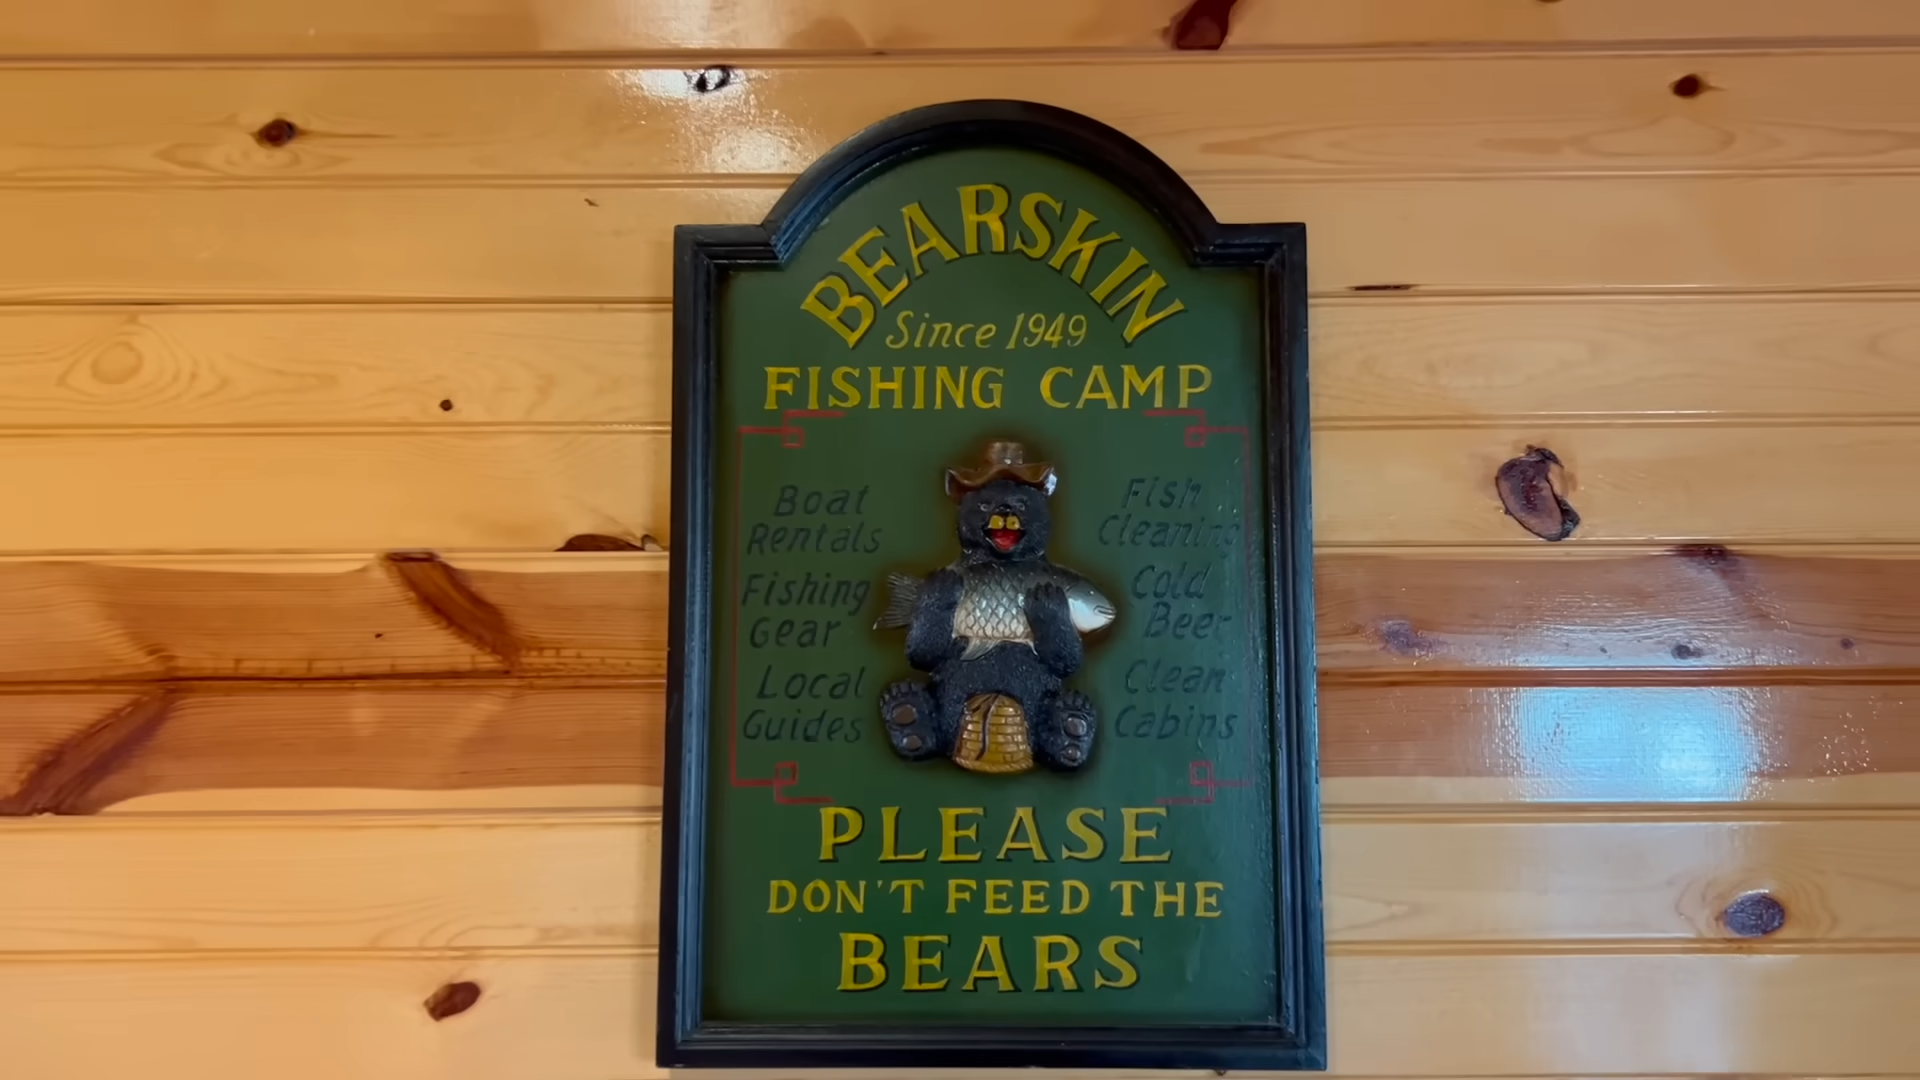 BEARSKIN
Since 1949
FISHING CAMP
Boat
Rentals
Fishing
Gear
Local
Guides
Fish
Cleaning
Cold
Beer
Clean
Cabins
PLEASE
DON'T FEED THE
BEARS